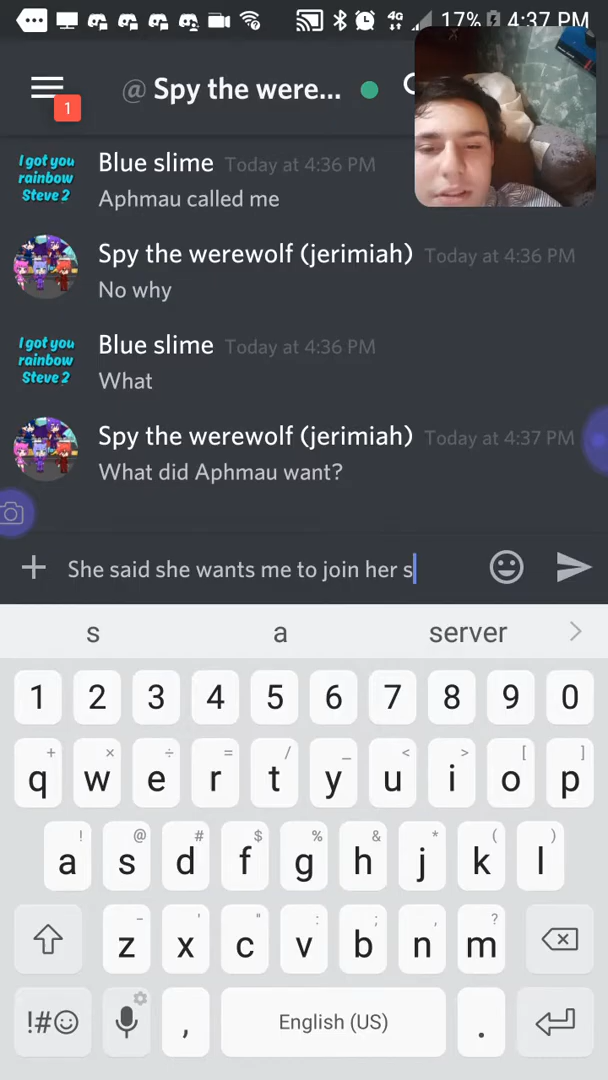 4G 17% 4:37 PM
1
@ Spy the were...
I got you
rainbow
Steve 2
Blue slime Today at 4:36 PM
Aphmau called me
Spy the werewolf (jerimiah) Today at 4:36 PM
No why
I got you
rainbow
Steve 2
Blue slime Today at 4:36 PM
What
Spy the werewolf (jerimiah) Today at 4:37 PM
What did Aphmau want?
She said she wants me to join her s
s a server
1 2 3 4 5 6 7 8 9 0
+ × ÷ = / _ < > [ ]
q w e r t y u i o p
! @ # $ % & * ( )
a s d f g h j k l
- ' " : ; , ?
z x c v b n m
!#☺ , English (US) .